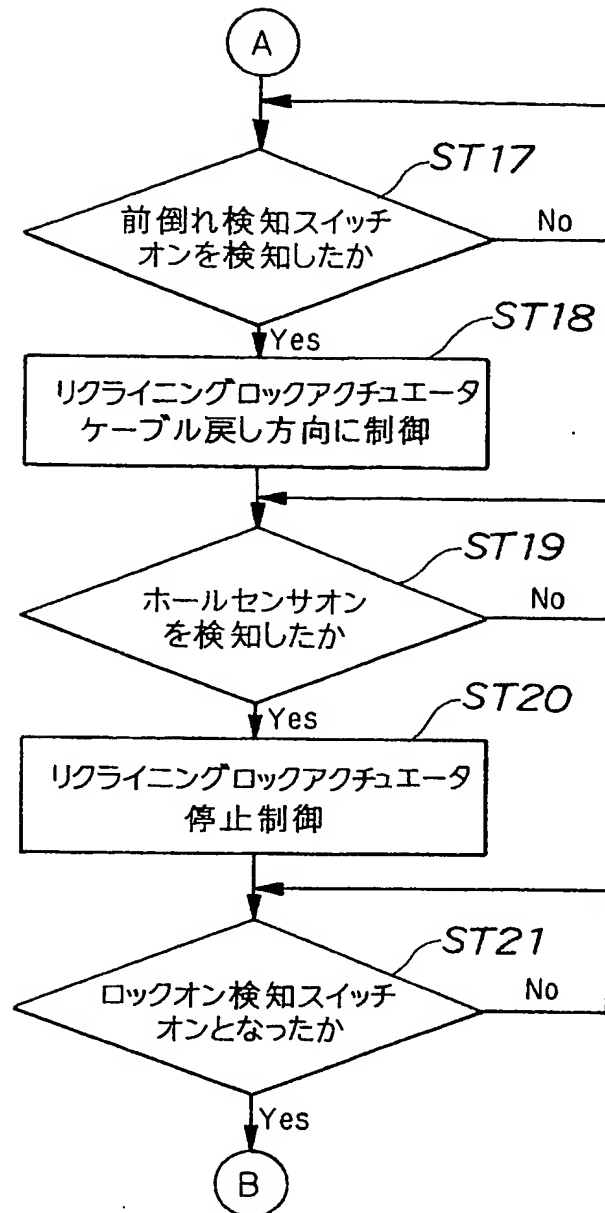 A
ST17
前倒れ検知スイッチ
オンを検知したか
No
Yes
ST18
リクライニングロックアクチュエータ
ケーブル戻し方向に制御
ST19
ホールセンサオン
を検知したか
No
Yes
ST20
リクライニングロックアクチュエータ
停止制御
ST21
ロックオン検知スイッチ
オンとなったか
No
Yes
B